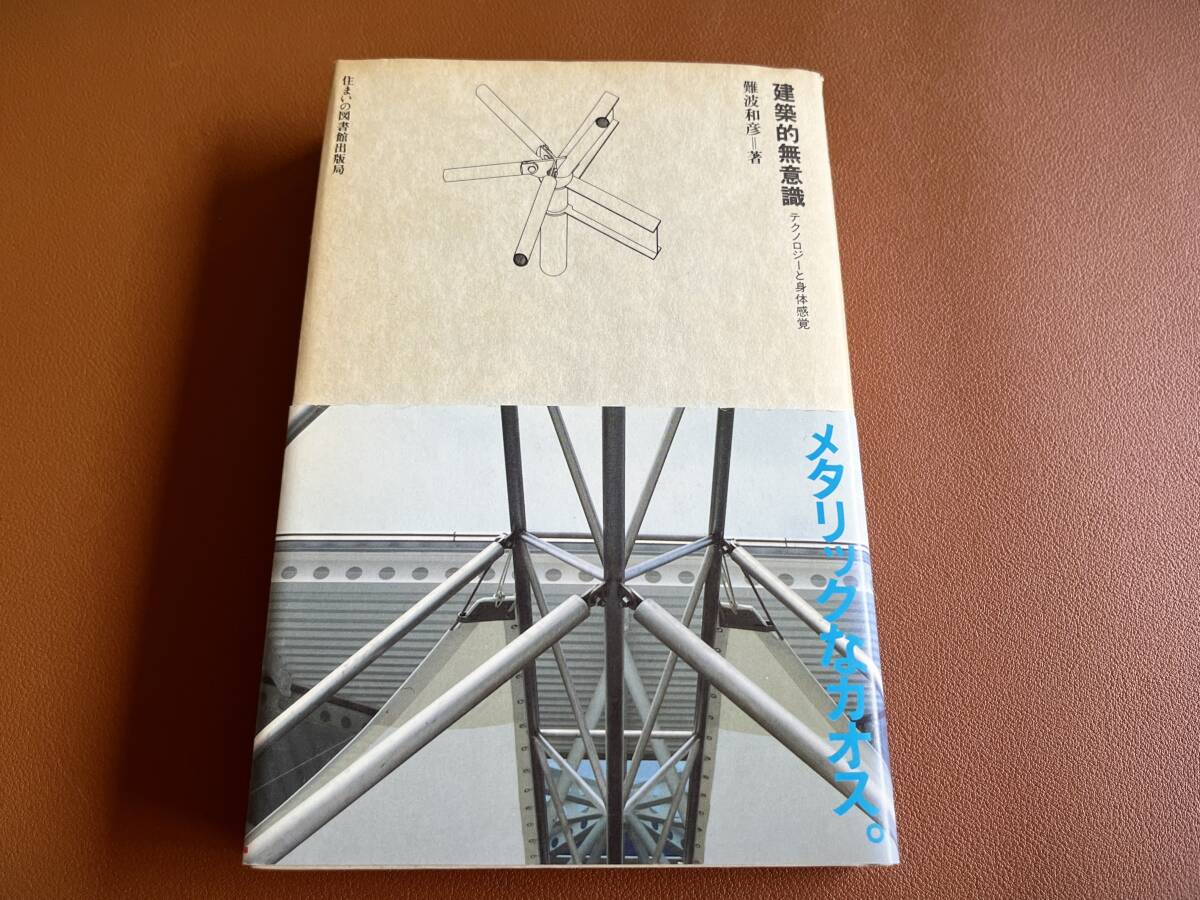 建築的無意識
テクノロジーと身体感覚
難波和彦＝著
住まいの図書館出版局
メタリックなカオス。